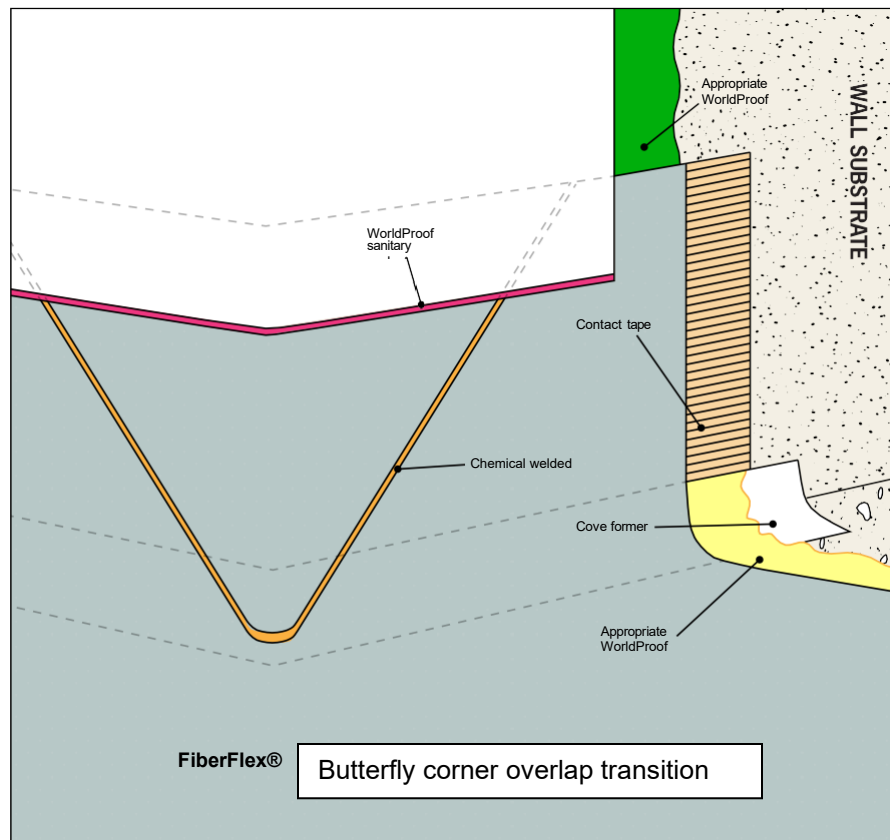 Appropriate
WorldProof
WALL SUBSTRATE
WorldProof
sanitary
Contact tape
Chemical welded
Cove former
Appropriate
WorldProof
FiberFlex®
Butterfly corner overlap transition